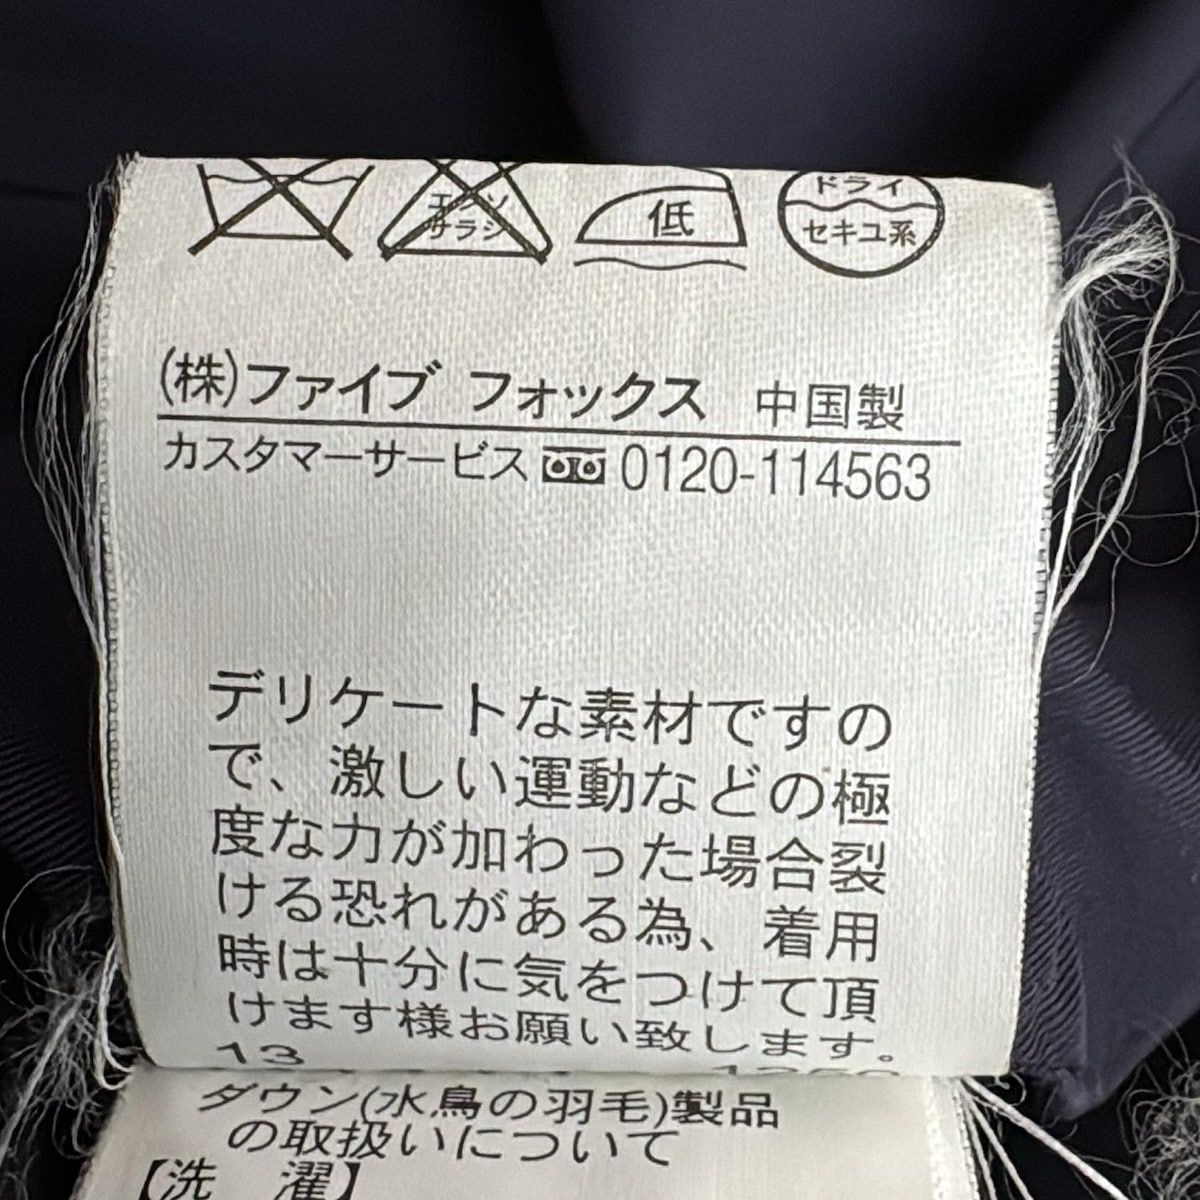 エンソ サラシ 低 ドライ セキユ系
(株)ファイブ フォックス 中国製
カスタマーサービス 0120-114563
デリケートな素材ですの
で、激しい運動などの極
度な力が加わった場合裂
ける恐れがある為、着用
時は十分に気をつけて頂
けます様お願い致します。
13
ダウン(水鳥の羽毛)製品
の取扱いについて
【洗 濯】